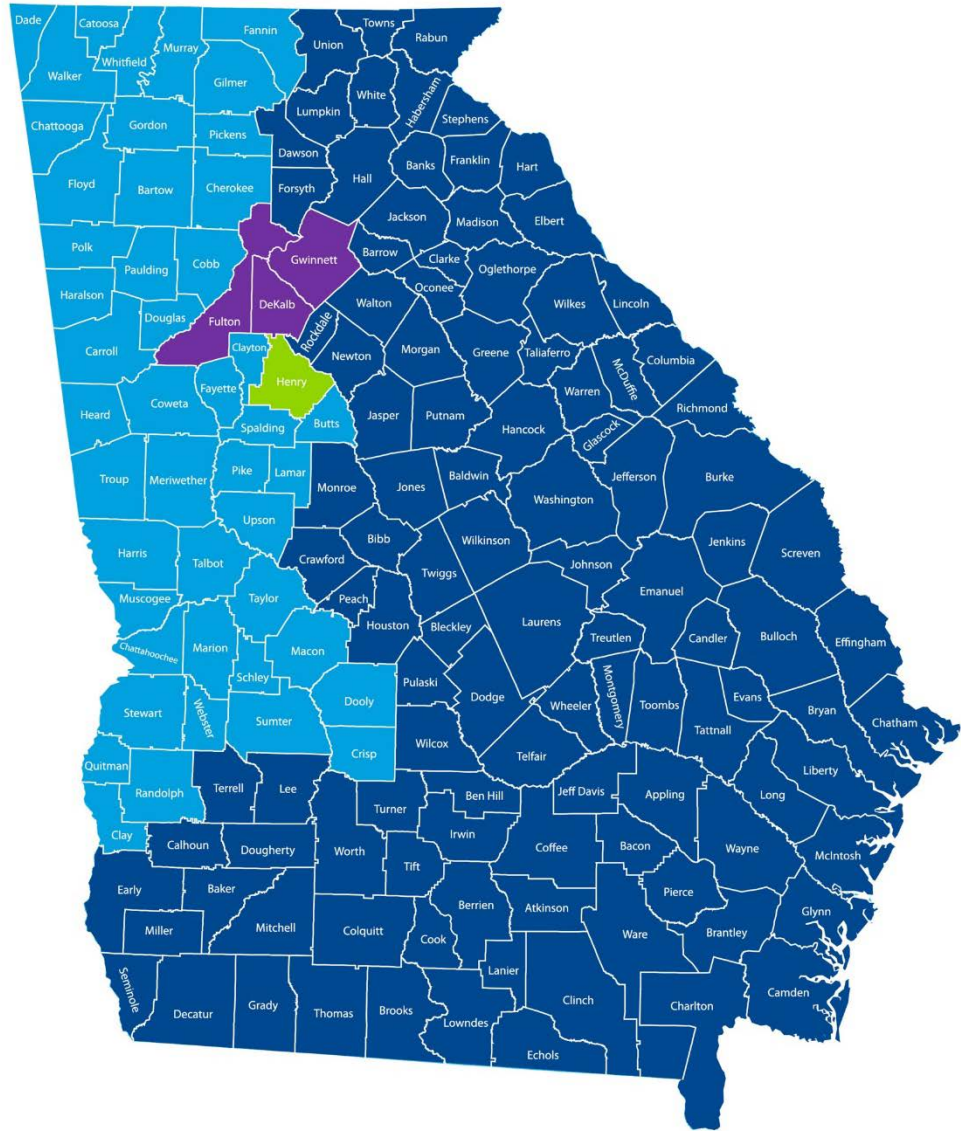 Dade
Catoosa
Fannin
Towns
Rabun
Union
Murray
Whitfield
Walker
Gilmer
White
Habersham
Lumpkin
Stephens
Chattooga
Gordon
Pickens
Dawson
Banks
Franklin
Hart
Hall
Floyd
Bartow
Cherokee
Forsyth
Jackson
Madison
Elbert
Polk
Cobb
Gwinnett
Barrow
Clarke
Paulding
Oglethorpe
Oconee
Haralson
DeKalb
Walton
Wilkes
Lincoln
Douglas
Fulton
Rockdale
Carroll
Clayton
Newton
Morgan
Greene
Taliaferro
Columbia
McDuffie
Henry
Fayette
Warren
Coweta
Heard
Spalding
Butts
Jasper
Putnam
Hancock
Richmond
Glascock
Troup
Meriwether
Pike
Lamar
Monroe
Jones
Baldwin
Jefferson
Burke
Washington
Upson
Bibb
Wilkinson
Jenkins
Screven
Harris
Talbot
Crawford
Twiggs
Johnson
Emanuel
Muscogee
Taylor
Peach
Houston
Bleckley
Laurens
Treutlen
Candler
Bulloch
Effingham
Chattahoochee
Marion
Macon
Schley
Pulaski
Dooly
Dodge
Wheeler
Montgomery
Toombs
Evans
Tattnall
Bryan
Chatham
Stewart
Webster
Sumter
Crisp
Wilcox
Telfair
Liberty
Quitman
Randolph
Terrell
Lee
Turner
Ben Hill
Jeff Davis
Appling
Long
Clay
Calhoun
Dougherty
Worth
Irwin
Coffee
Bacon
Wayne
McIntosh
Tift
Early
Baker
Pierce
Berrien
Atkinson
Glynn
Miller
Mitchell
Colquitt
Cook
Ware
Brantley
Seminole
Lanier
Clinch
Charlton
Camden
Decatur
Grady
Thomas
Brooks
Lowndes
Echols